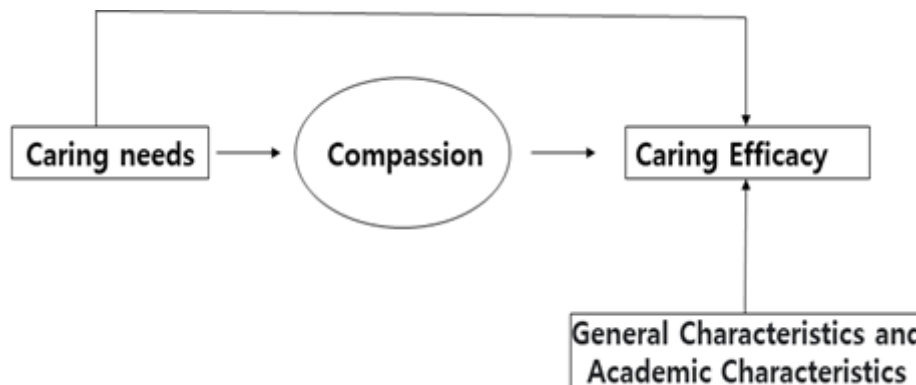 Caring needs
Compassion
Caring Efficacy
General Characteristics and
Academic Characteristics